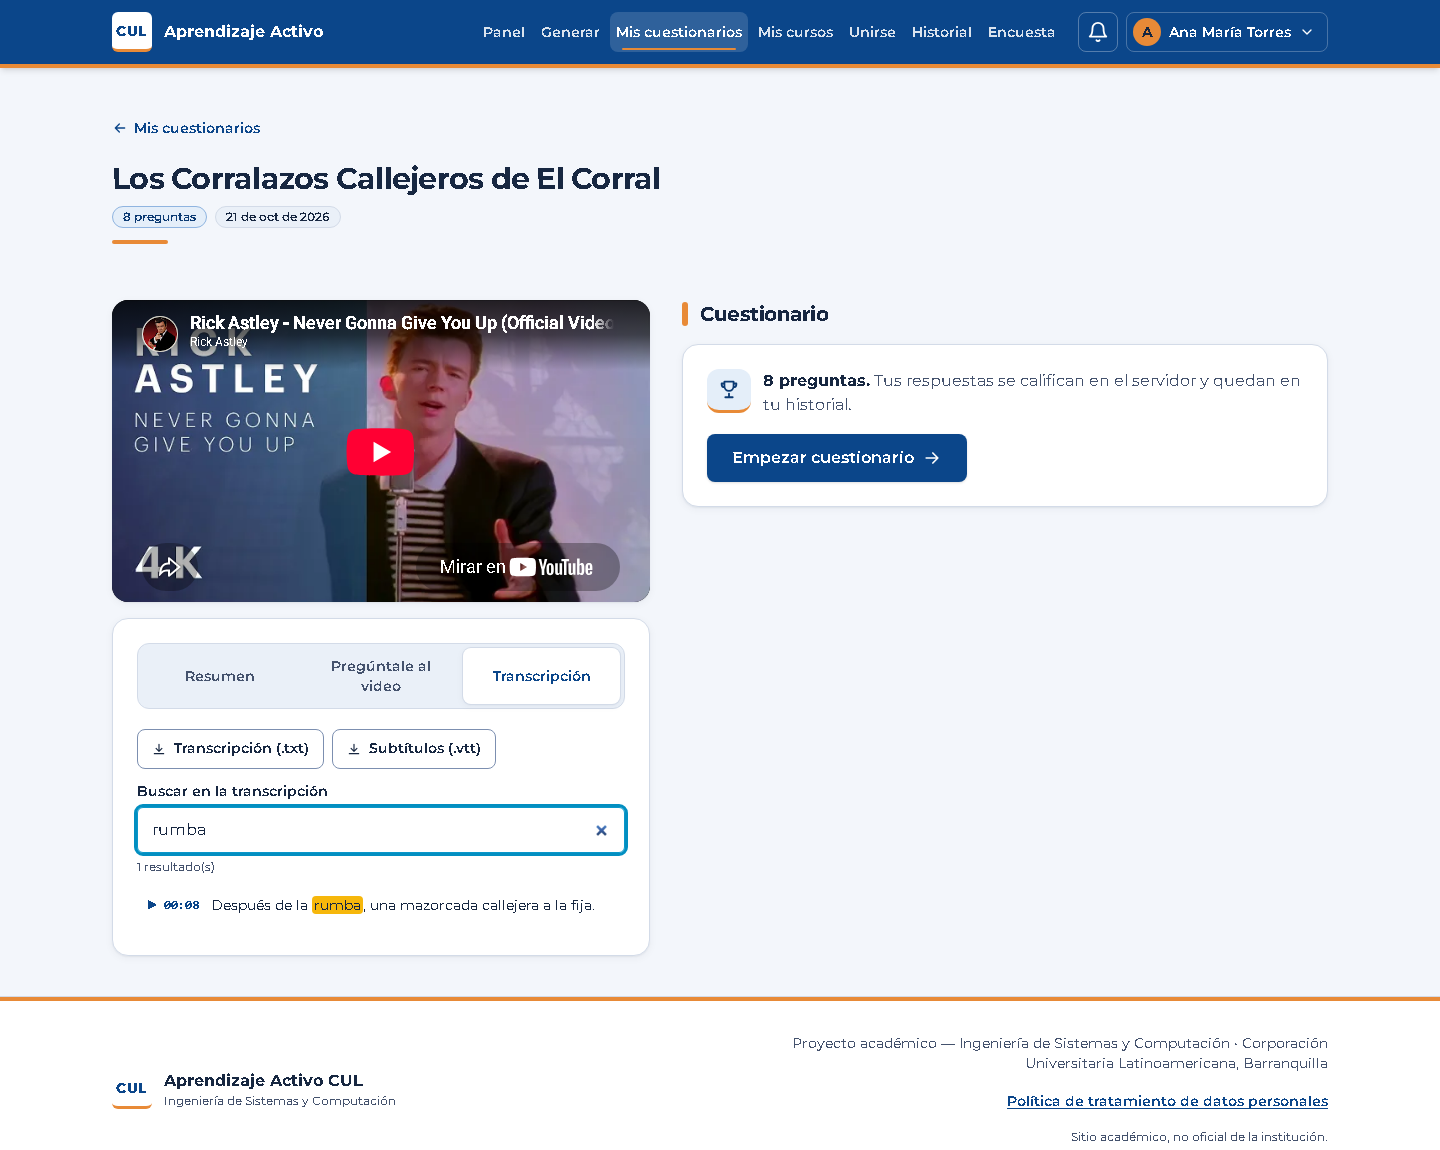 CUL
Aprendizaje Activo
Panel
Generar
Mis cuestionarios
Mis cursos
Unirse
Historial
Encuesta
A
Ana María Torres
Mis cuestionarios
Los Corralazos Callejeros de El Corral
8 preguntas
21 de oct de 2026
Rick Astley - Never Gonna Give You Up (Official Video
Rick Astley
RICK
ASTLEY
NEVER GONNA
GIVE YOU UP
4K
Mirar en YouTube
Resumen
Pregúntale al
video
Transcripción
Transcripción (.txt)
Subtítulos (.vtt)
Buscar en la transcripción
rumba
1 resultado(s)
00:08 Después de la rumba, una mazorcada callejera a la fija.
Cuestionario
8 preguntas. Tus respuestas se califican en el servidor y quedan en
tu historial.
Empezar cuestionario
CUL
Aprendizaje Activo CUL
Ingeniería de Sistemas y Computación
Proyecto académico — Ingeniería de Sistemas y Computación · Corporación
Universitaria Latinoamericana, Barranquilla
Política de tratamiento de datos personales
Sitio académico, no oficial de la institución.